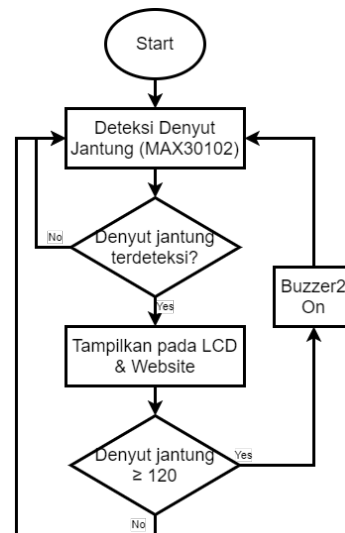 Start
Deteksi Denyut
Jantung (MAX30102)
No
Denyut jantung
terdeteksi?
Yes
Buzzer2
On
Tampilkan pada LCD
& Website
Denyut jantung
≥ 120
Yes
No